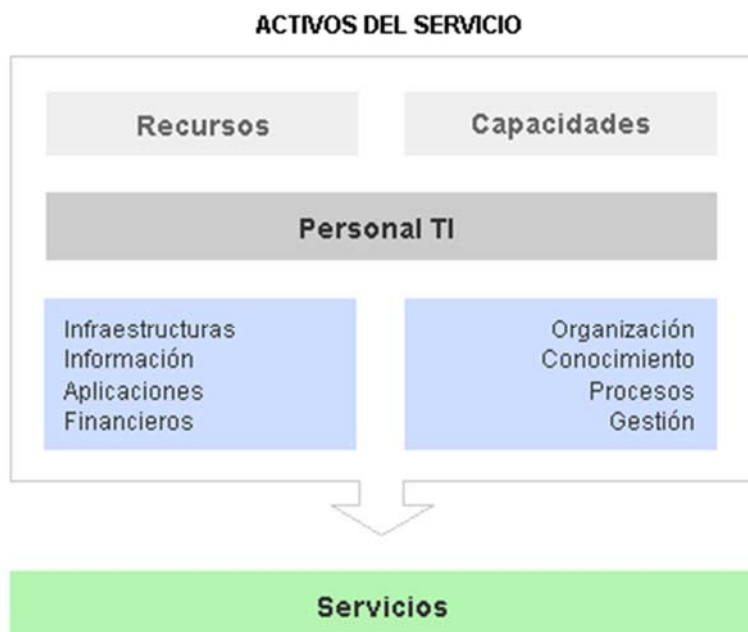 ACTIVOS DEL SERVICIO
Recursos
Capacidades
Personal TI
Infraestructuras
Información
Aplicaciones
Financieros
Organización
Conocimiento
Procesos
Gestión
Servicios